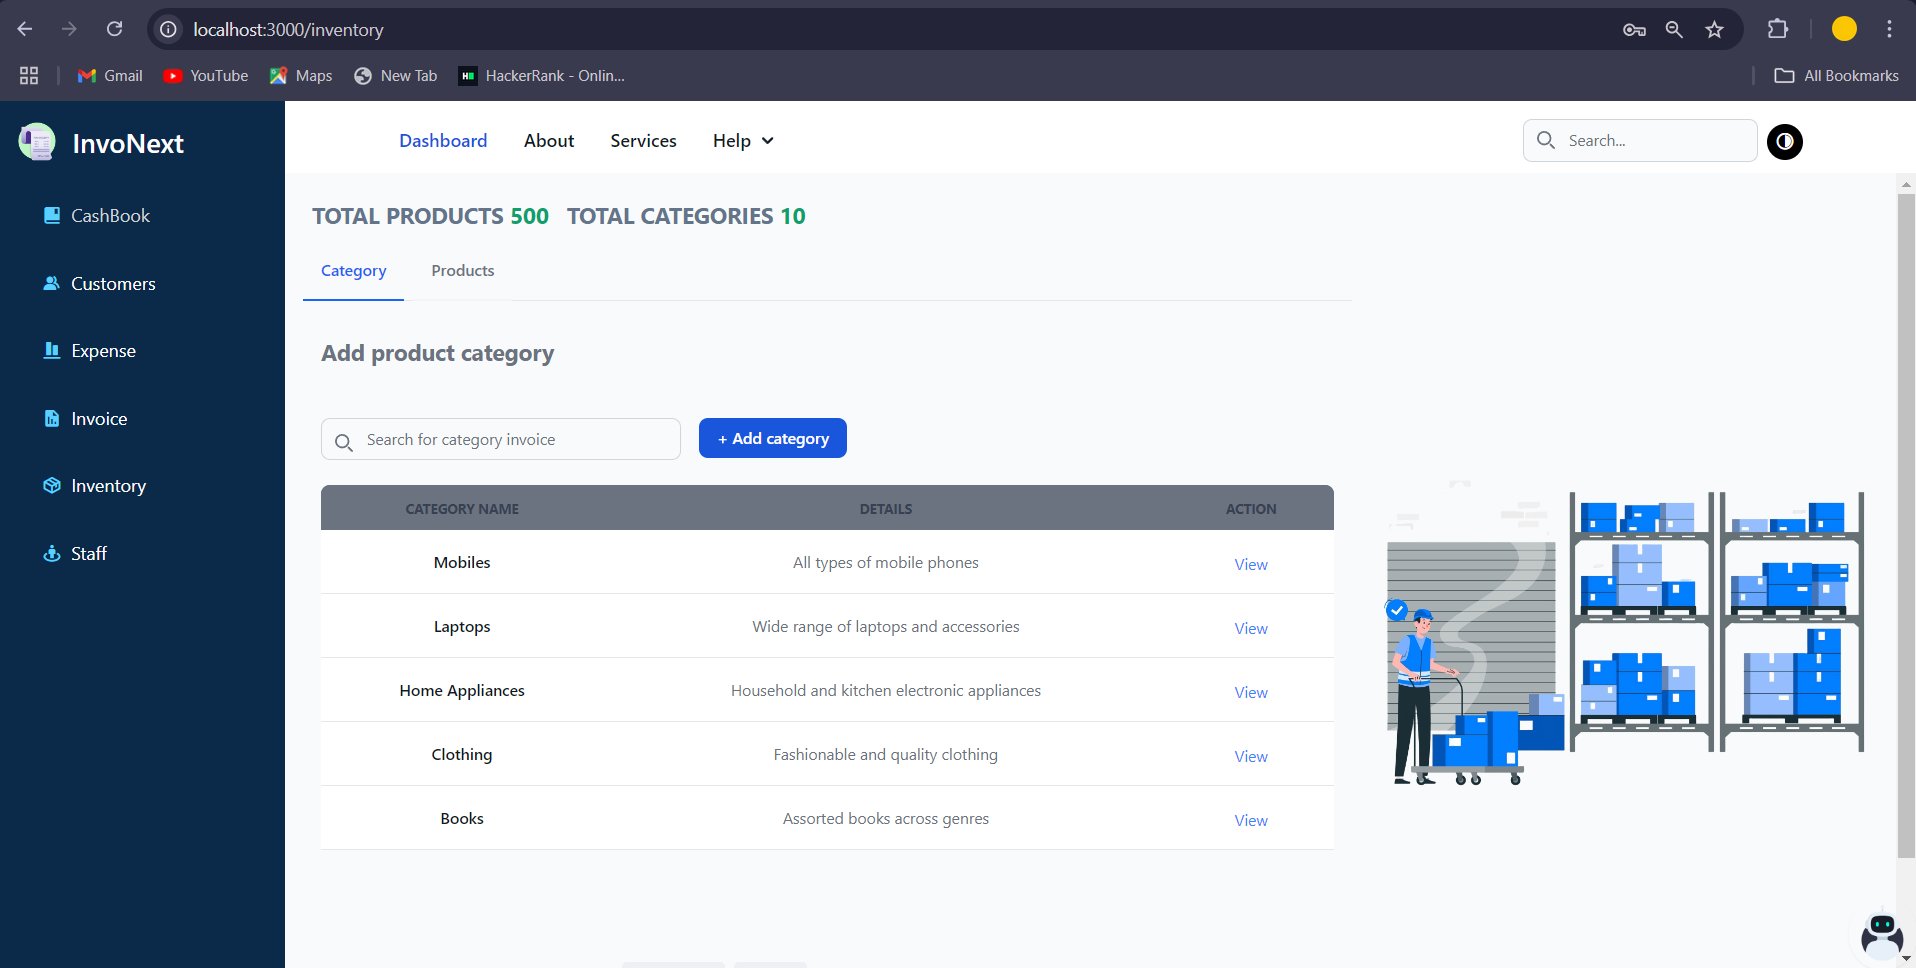 localhost:3000/inventory
Gmail
YouTube
Maps
New Tab
HackerRank - Onlin...
All Bookmarks
InvoNext
Dashboard
About
Services
Help
Search...
CashBook
Customers
Expense
Invoice
Inventory
Staff
TOTAL PRODUCTS 500 TOTAL CATEGORIES 10
Category
Products
Add product category
Search for category invoice
+ Add category
CATEGORY NAME DETAILS ACTION
Mobiles All types of mobile phones View
Laptops Wide range of laptops and accessories View
Home Appliances Household and kitchen electronic appliances View
Clothing Fashionable and quality clothing View
Books Assorted books across genres View